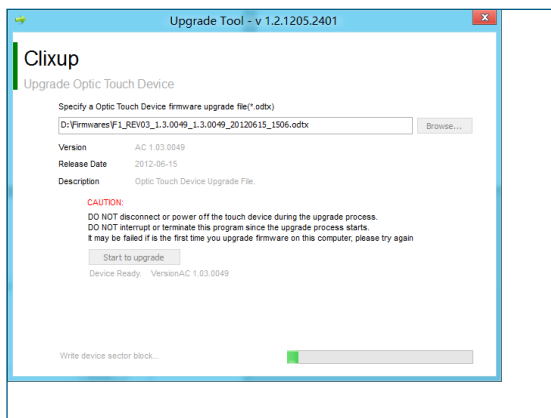 Upgrade Tool - v 1.2.1205.2401
x
Clixup
Upgrade Optic Touch Device
Specify a Optic Touch Device firmware upgrade file(*.odtx)
D:\Firmwares\F1_REV03_1.3.0049_1.3.0049_20120615_1506.odtx Browse...
Version AC 1.03.0049
Release Date 2012-06-15
Description Optic Touch Device Upgrade File.
CAUTION:
DO NOT disconnect or power off the touch device during the upgrade process.
DO NOT interrupt or terminate this program since the upgrade process starts.
It may be failed if is the first time you upgrade firmware on this computer, please try again
Start to upgrade
Device Ready. VersionAC 1.03.0049
Write device sector block...